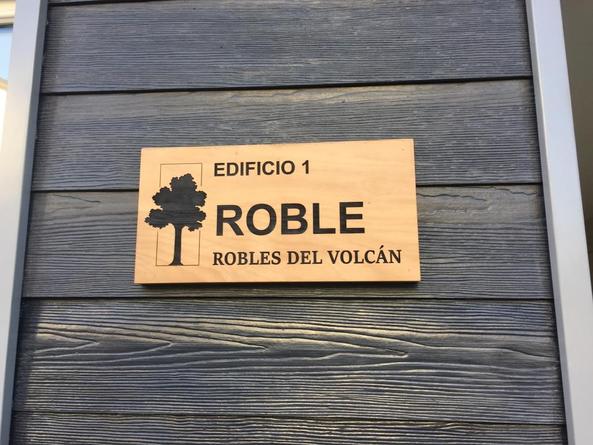 EDIFICIO 1
ROBLE
ROBLES DEL VOLCÁN